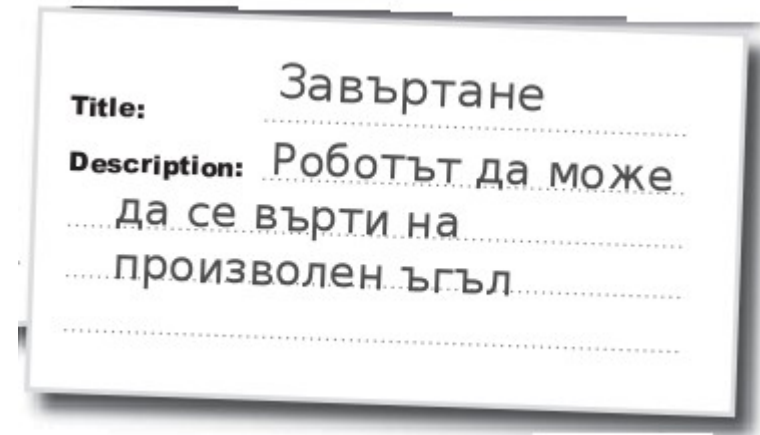 Title: Завъртане
Description: Роботът да може
да се върти на
произволен ъгъл